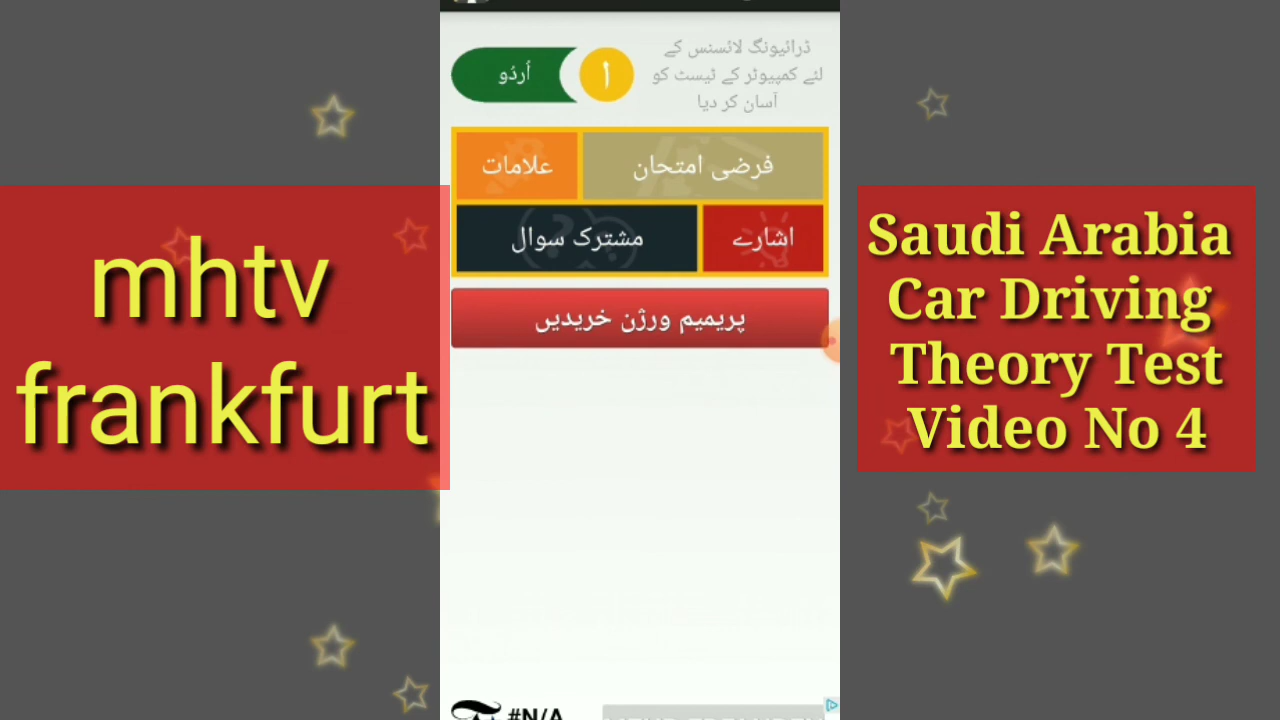 mhtv
frankfurt
اُردُو
ا
ڈرائیونگ لائسنس کے
لئے کمپیوٹر کے ٹیسٹ کو
آسان کر دیا
علامات
فرضی امتحان
مشترک سوال
اشارے
پریمیم ورژن خریدیں
#N/A
Saudi Arabia
Car Driving
Theory Test
Video No 4